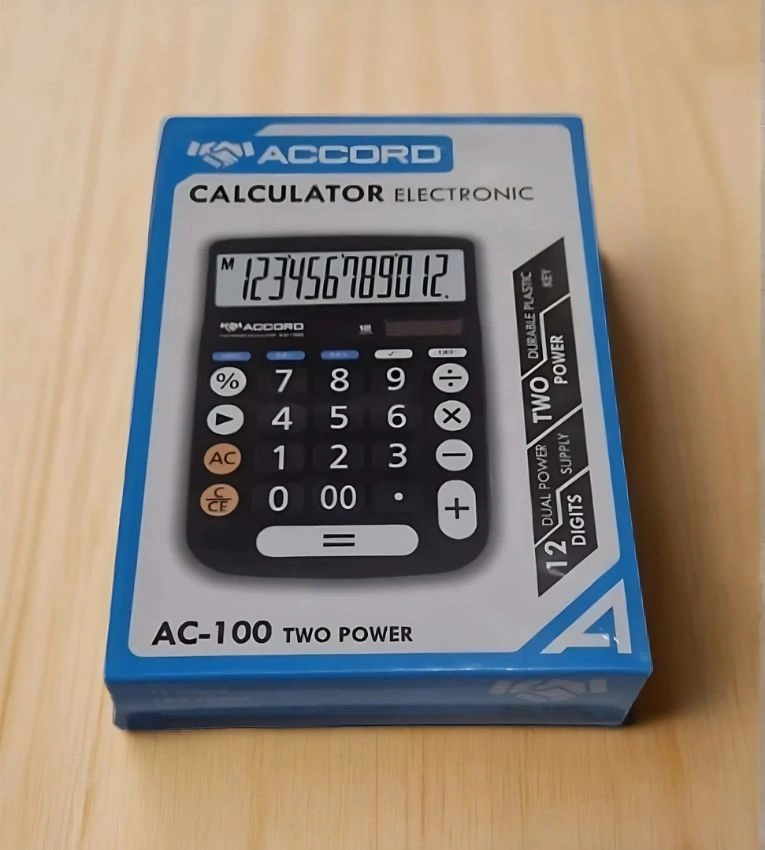 ACCORD
CALCULATOR ELECTRONIC
M 123456789012.
ACCORD
12
% 7 8 9 ÷
► 4 5 6 ×
AC 1 2 3 −
C/CE 0 00 · +
=
DURABLE PLASTIC
KEY
TWO
POWER
DUAL POWER
SUPPLY
12
DIGITS
AC-100 TWO POWER